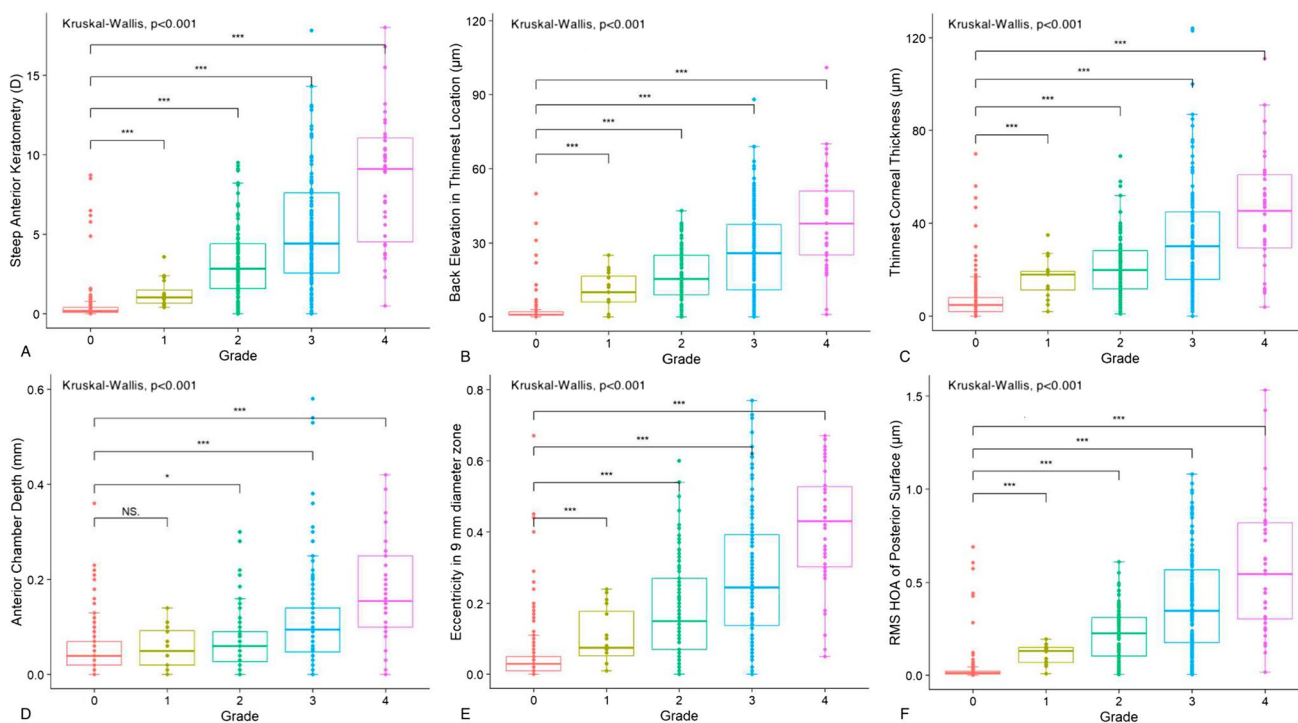 Kruskal-Wallis, p<0.001
Steep Anterior Keratometry (D)
15
10
5
0
***
***
***
***
0 1 2 3 4
A
Grade
Kruskal-Wallis, p<0.001
Back Elevation in Thinnest Location (μm)
120
90
60
30
0
***
***
***
***
0 1 2 3 4
B
Grade
Kruskal-Wallis, p<0.001
Thinnest Corneal Thickness (μm)
120
80
40
0
***
***
***
***
0 1 2 3 4
C
Grade
Kruskal-Wallis, p<0.001
Anterior Chamber Depth (mm)
0.6
0.4
0.2
0.0
***
***
*
NS.
0 1 2 3 4
D
Grade
Kruskal-Wallis, p<0.001
Eccentricity in 9 mm diameter zone
0.8
0.6
0.4
0.2
0.0
***
***
***
***
0 1 2 3 4
E
Grade
Kruskal-Wallis, p<0.001
RMS HOA of Posterior Surface (μm)
1.5
1.0
0.5
0.0
***
***
***
***
0 1 2 3 4
F
Grade